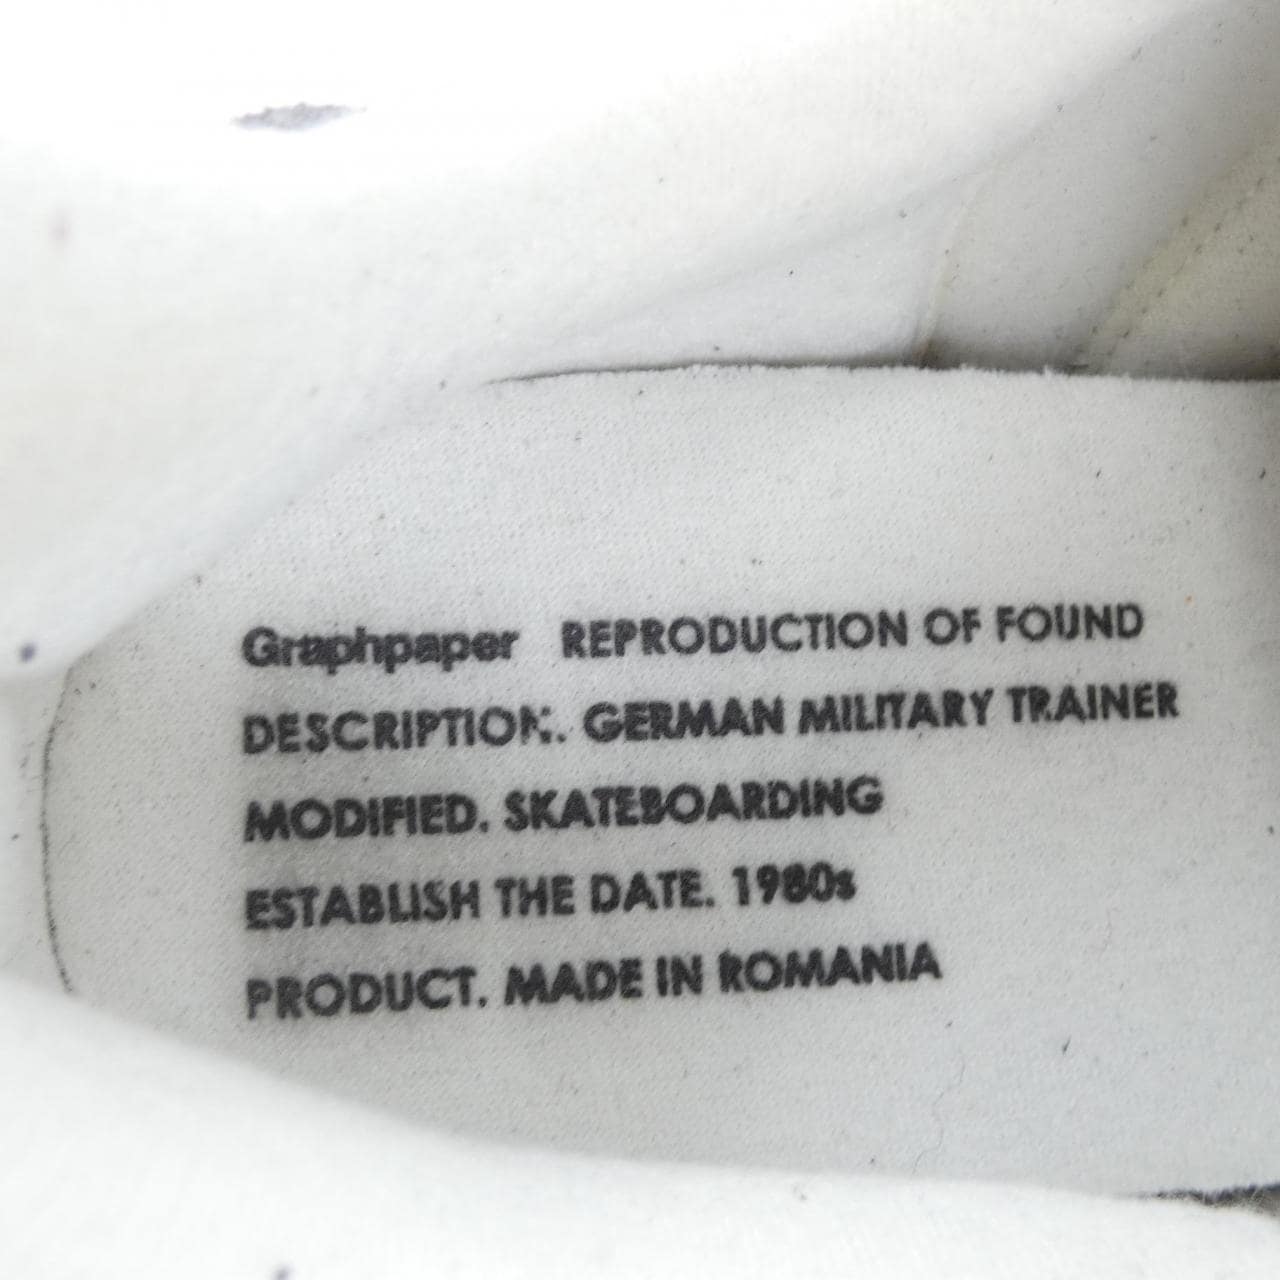 Graphpaper REPRODUCTION OF FOUND
DESCRIPTION. GERMAN MILITARY TRAINER
MODIFIED. SKATEBOARDING
ESTABLISH THE DATE. 1980s
PRODUCT. MADE IN ROMANIA